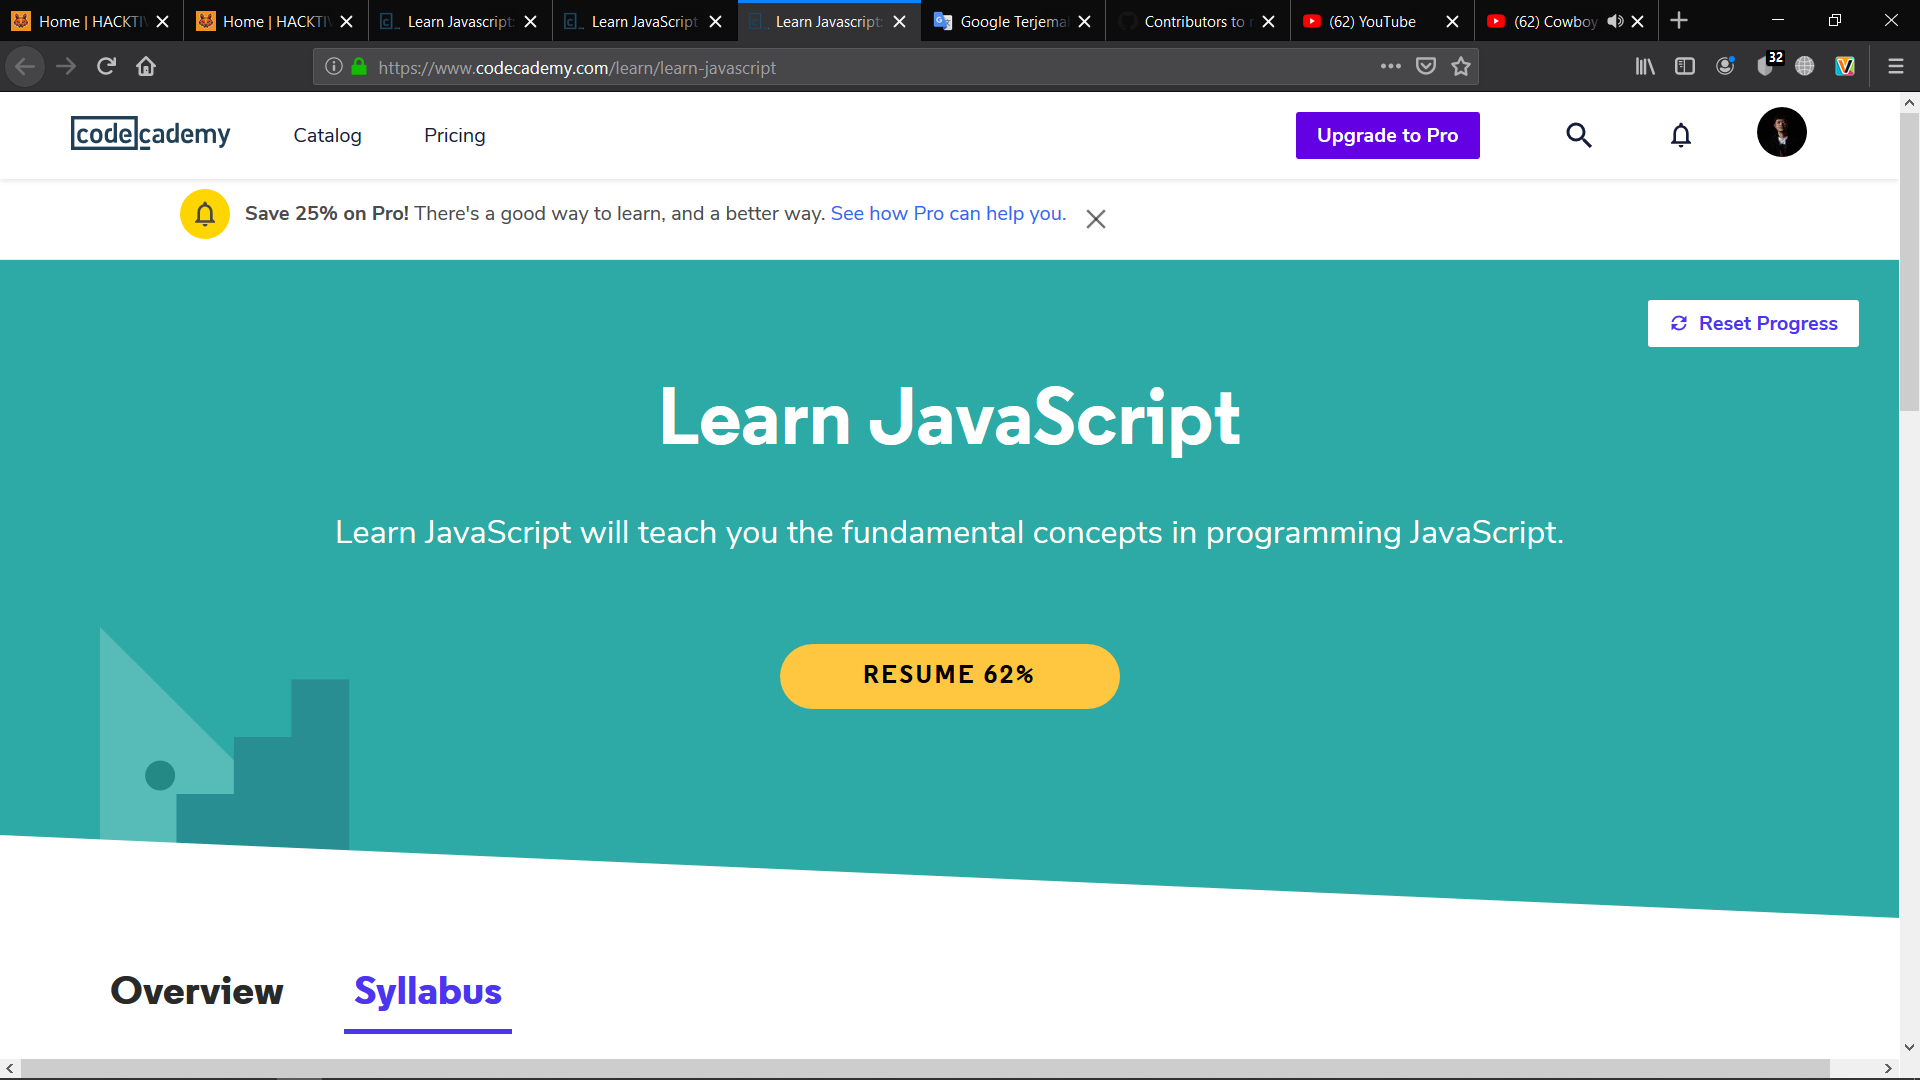 Home | HACKTIV
Home | HACKTIV
Learn Javascript
Learn JavaScript
Learn Javascript
Google Terjemah
Contributors to
(62) YouTube
(62) Cowboy
https://www.codecademy.com/learn/learn-javascript
32
codecademy
Catalog
Pricing
Upgrade to Pro
Save 25% on Pro! There's a good way to learn, and a better way. See how Pro can help you.
Reset Progress
Learn JavaScript
Learn JavaScript will teach you the fundamental concepts in programming JavaScript.
RESUME 62%
Overview
Syllabus